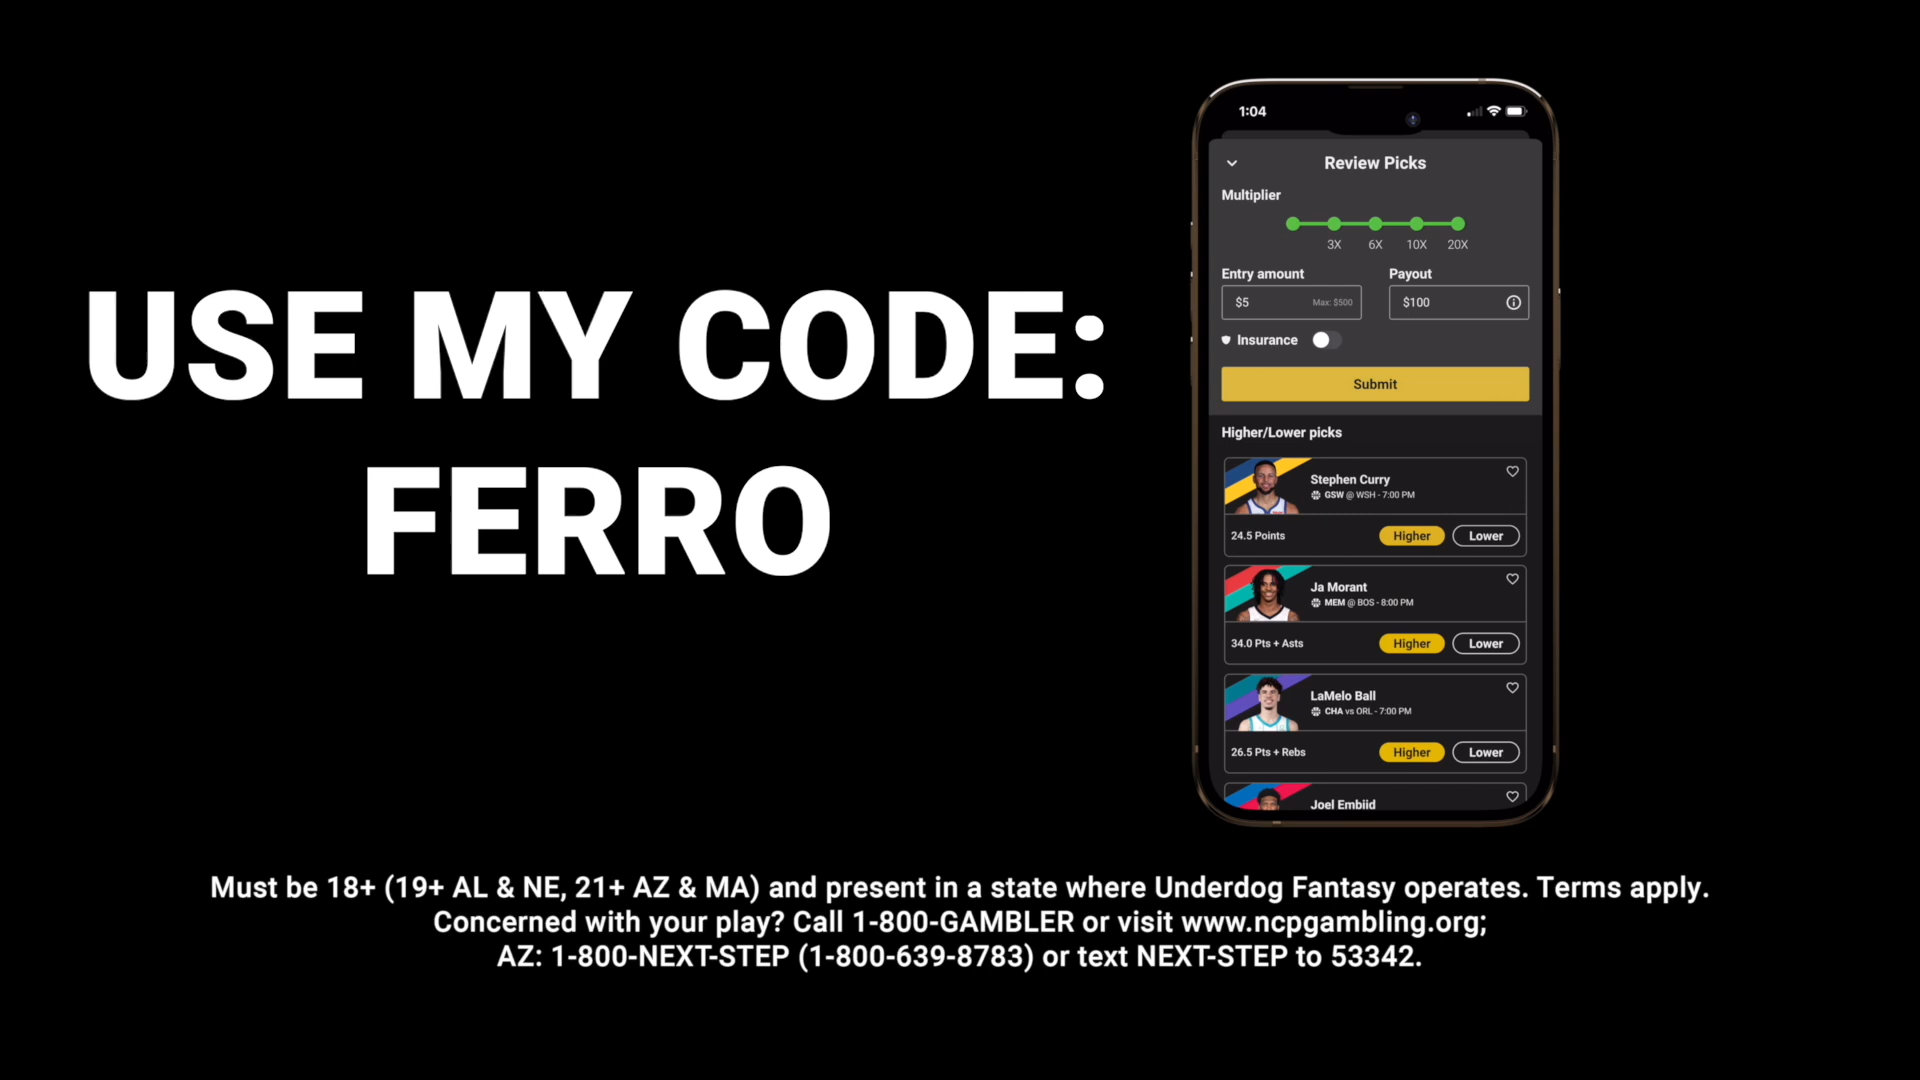 USE MY CODE:
FERRO
1:04
Review Picks
Multiplier
3X 6X 10X 20X
Entry amount Payout
$5 Max: $500 $100
Insurance
Submit
Higher/Lower picks
Stephen Curry
GSW @ WSH - 7:00 PM
24.5 Points Higher Lower
Ja Morant
MEM @ BOS - 8:00 PM
34.0 Pts + Asts Higher Lower
LaMelo Ball
CHA vs ORL - 7:00 PM
26.5 Pts + Rebs Higher Lower
Joel Embiid
Must be 18+ (19+ AL & NE, 21+ AZ & MA) and present in a state where Underdog Fantasy operates. Terms apply.
Concerned with your play? Call 1-800-GAMBLER or visit www.ncpgambling.org;
AZ: 1-800-NEXT-STEP (1-800-639-8783) or text NEXT-STEP to 53342.